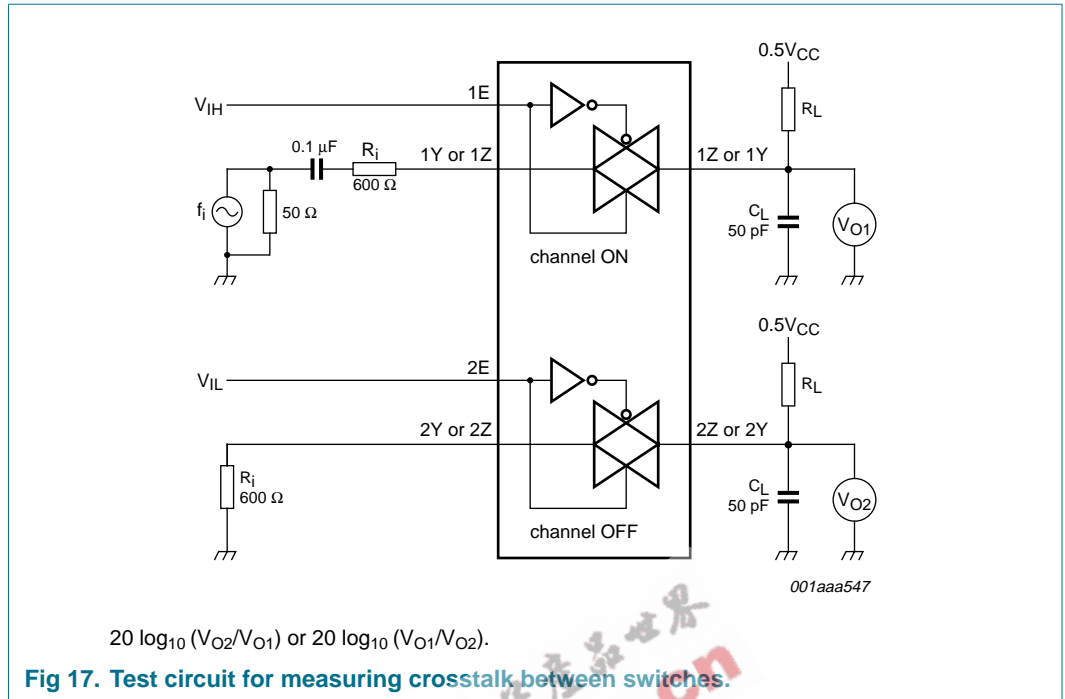 0.5VCC
1E
VIH
RL
0.1 μF
Ri
1Y or 1Z
1Z or 1Y
600 Ω
fi
50 Ω
CL
50 pF
VO1
channel ON
0.5VCC
2E
VIL
RL
2Y or 2Z
2Z or 2Y
Ri
600 Ω
CL
50 pF
VO2
channel OFF
001aaa547
20 log10 (VO2/VO1) or 20 log10 (VO1/VO2).
Fig 17. Test circuit for measuring crosstalk between switches.
.cn